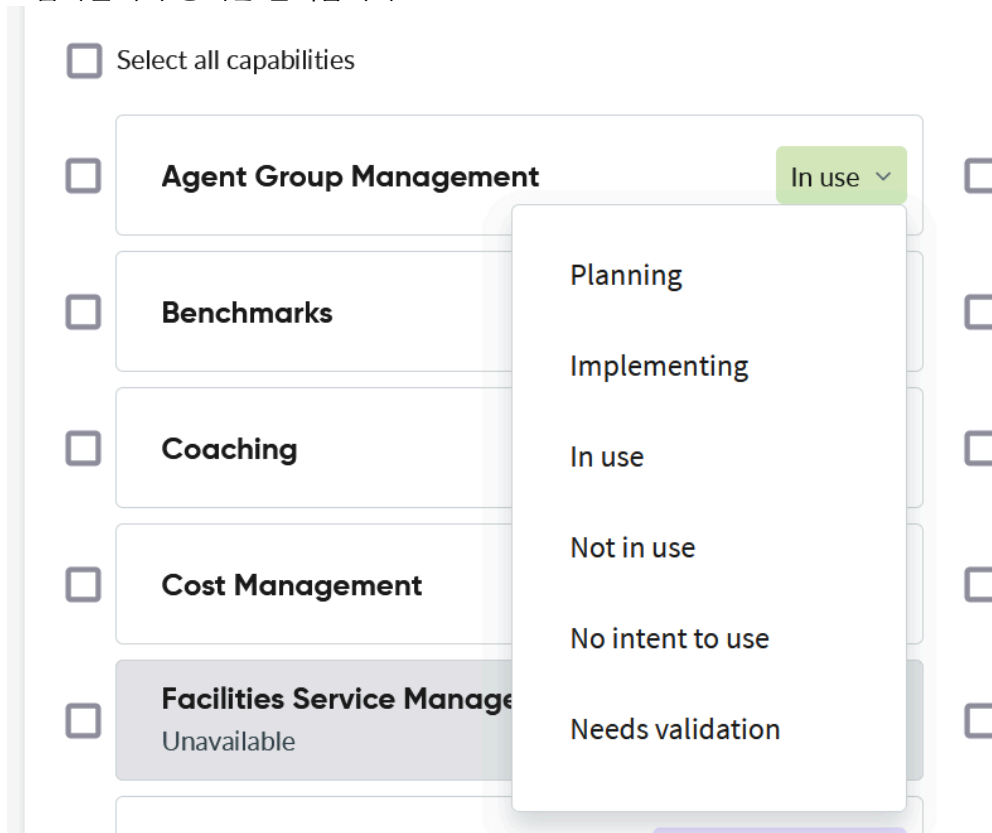 Select all capabilities
Agent Group Management
In use
Planning
Benchmarks
Implementing
Coaching
In use
Not in use
Cost Management
No intent to use
Facilities Service Manage
Unavailable
Needs validation